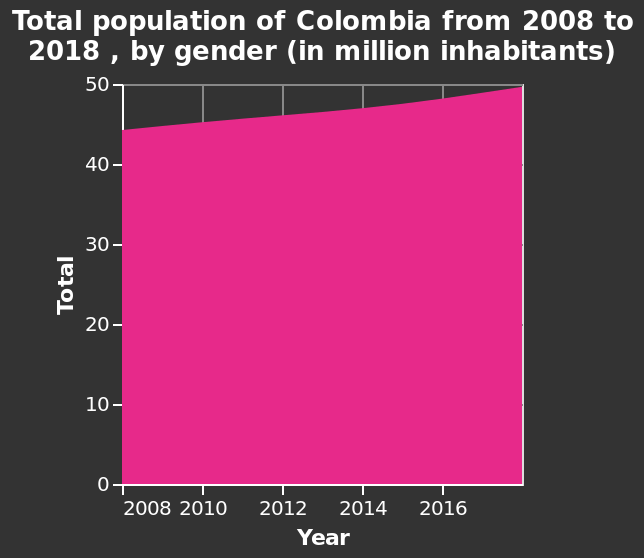 Total population of Colombia from 2008 to
2018 , by gender (in million inhabitants)
50
40
30
20
10
0
Total
2008 2010 2012 2014 2016
Year